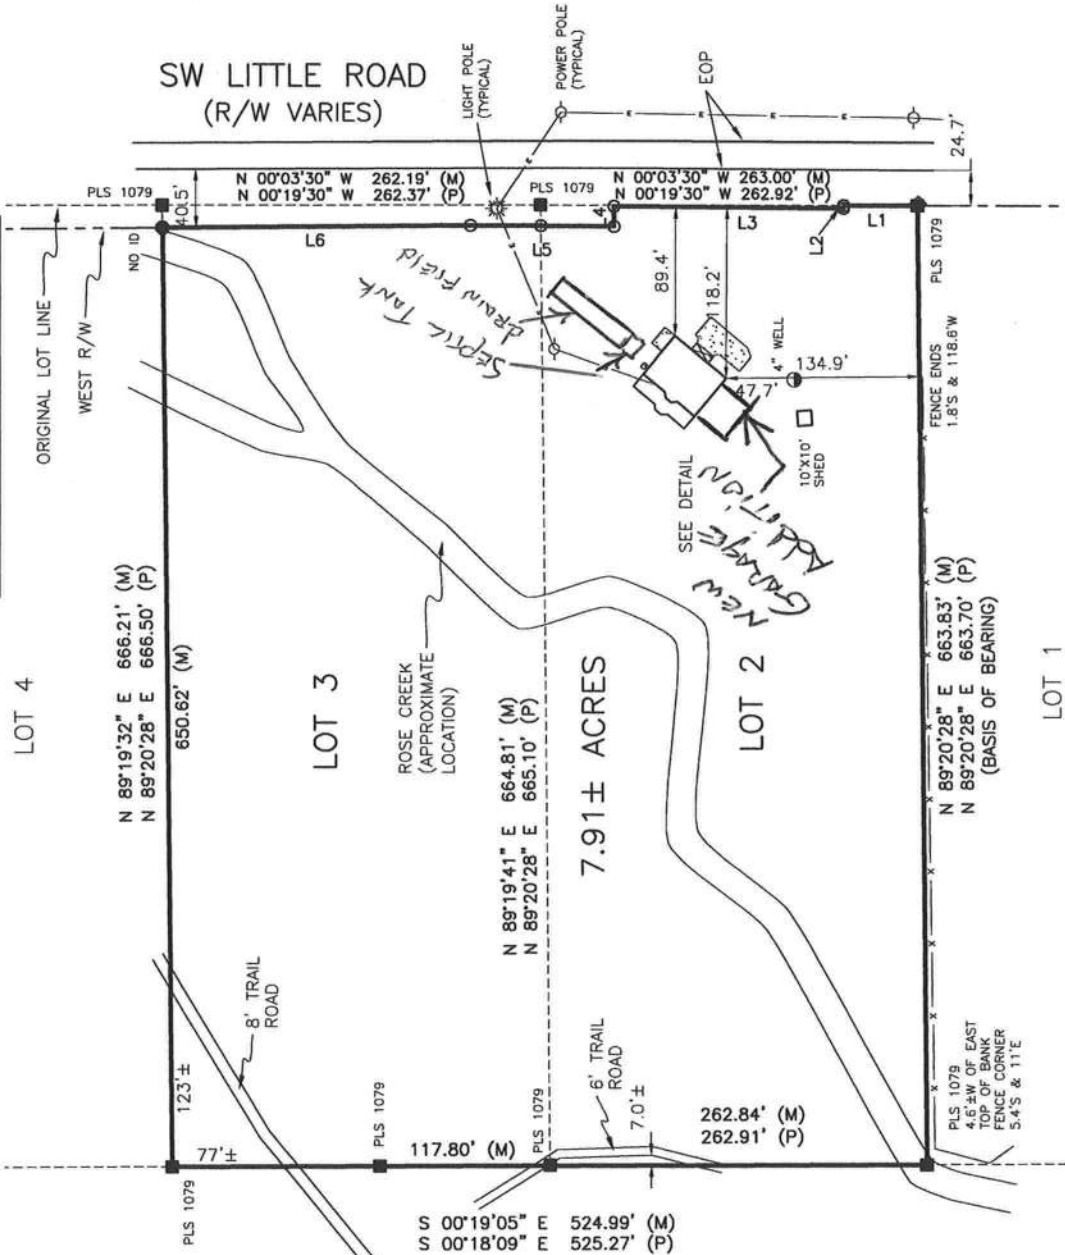 SW LITTLE ROAD
(R/W VARIES)
LIGHT POLE
(TYPICAL)
POWER POLE
(TYPICAL)
EOP
E
E
E
E
E
E
24.7'
N 00°03'30" W 262.19' (M)
N 00°19'30" W 262.37' (P)
PLS 1079
PLS 1079
N 00°03'30" W 263.00' (M)
N 00°19'30" W 262.92' (P)
40.5'
L6
L5
L4
L3
L2
L1
NO ID
PLS 1079
ORIGINAL LOT LINE
WEST R/W
DRAIN FIELD
SEPTIC TANK
89.4'
118.2'
4" WELL
134.9'
47.7'
10'X10'
SHED
FENCE ENDS
1.8'S & 118.6'W
SEE DETAIL
NEW
GARAGE
ADDITION
LOT 4
N 89°19'32" E 666.21' (M)
N 89°20'28" E 666.50' (P)
650.62' (M)
LOT 3
ROSE CREEK
(APPROXIMATE
LOCATION)
N 89°19'41" E 664.81' (M)
N 89°20'28" E 665.10' (P)
7.91± ACRES
LOT 2
N 89°20'28" E 663.83' (M)
N 89°20'28" E 663.70' (P)
(BASIS OF BEARING)
LOT 1
8' TRAIL
ROAD
123'±
77'±
PLS 1079
PLS 1079
117.80' (M)
PLS 1079
6' TRAIL
ROAD
7.0'±
262.84' (M)
262.91' (P)
PLS 1079
4.6'±W OF EAST
TOP OF BANK
FENCE CORNER
5.4'S & 11'E
S 00°19'05" E 524.99' (M)
S 00°18'09" E 525.27' (P)